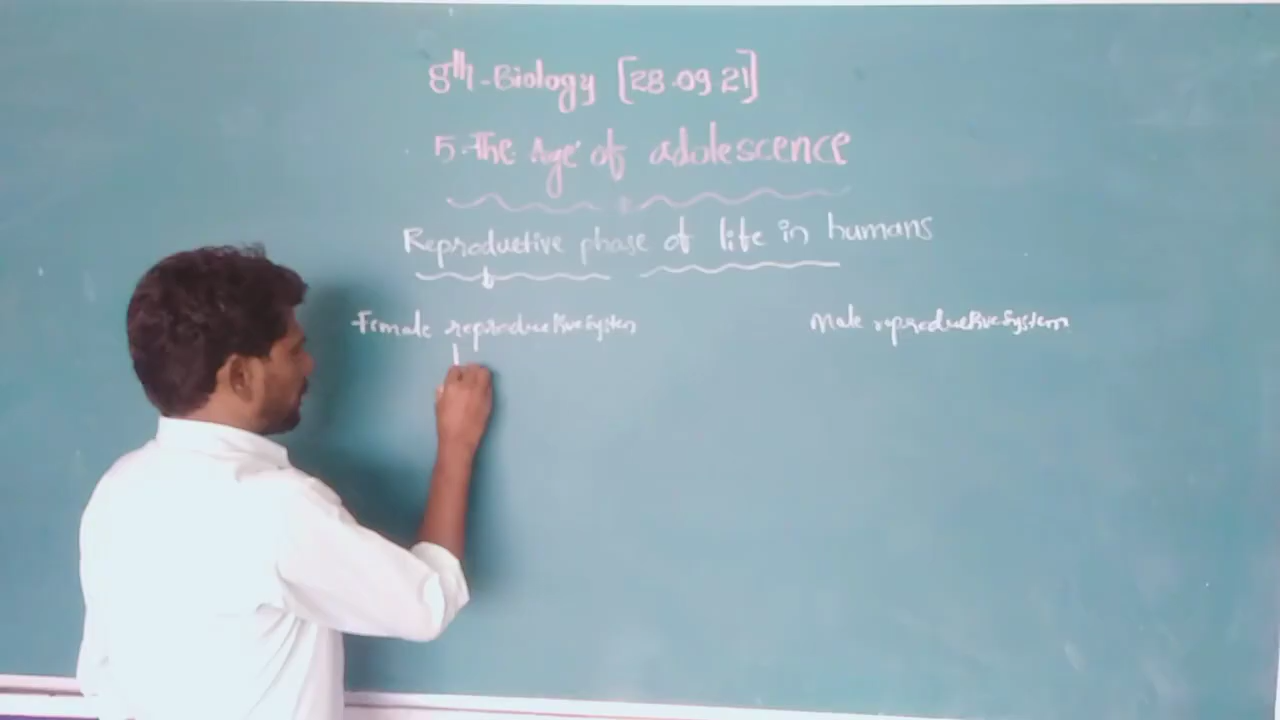 8th-Biology [28.09 21]
5.The Age of adolescence
Reproductive phase of life in humans
Female reproductive System
Male reproductive System